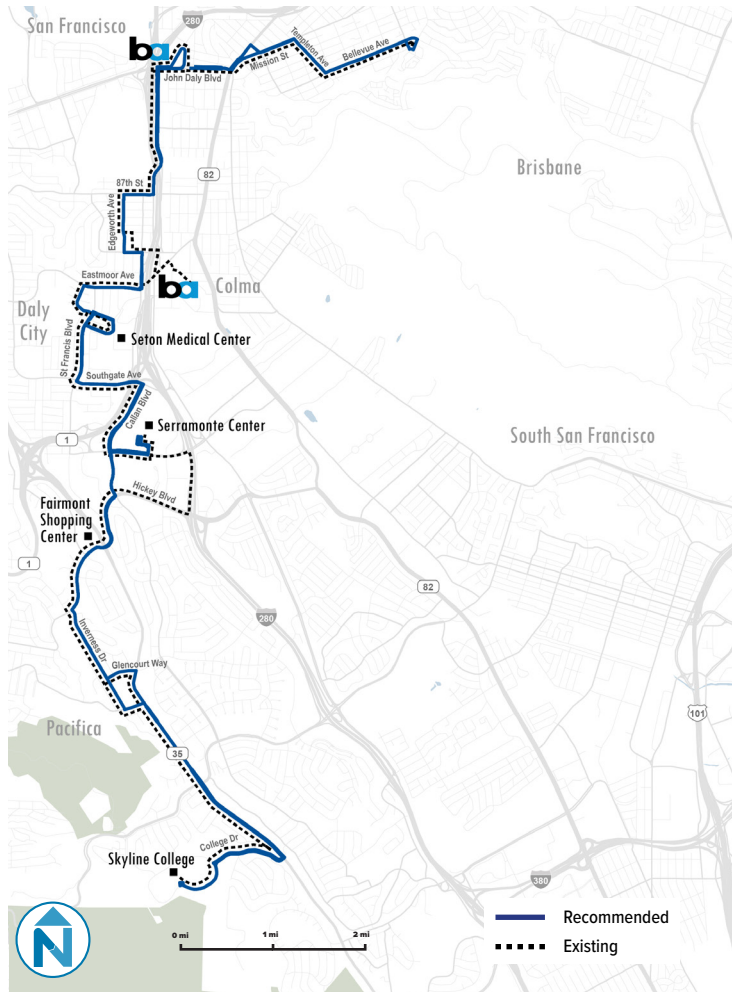 San Francisco
280
ba
Templeton Ave
Bellevue Ave
Mission St
John Daly Blvd
82
Brisbane
87th St
Edgeworth Ave
Eastmoor Ave
ba
Colma
Daly
City
St Francis Blvd
Seton Medical Center
Southgate Ave
Callan Blvd
Serramonte Center
1
South San Francisco
Hickey Blvd
Fairmont
Shopping
Center
1
82
280
Inverness Dr
Glencourt Way
Pacifica
101
35
College Dr
Skyline College
380
N
0 mi
1 mi
2 mi
Recommended
Existing